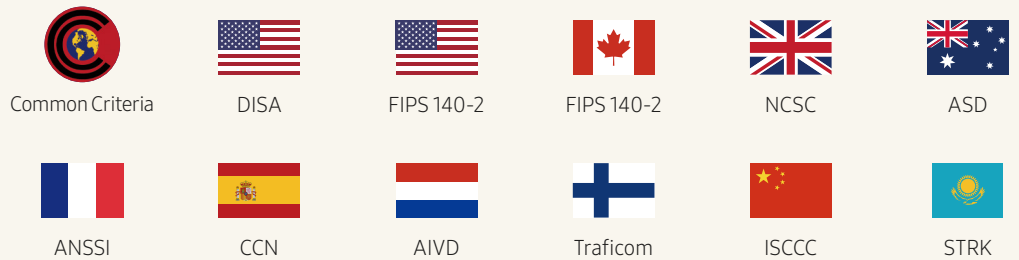 Common Criteria
DISA
FIPS 140-2
FIPS 140-2
NCSC
ASD
ANSSI
CCN
AIVD
Traficom
ISCCC
STRK